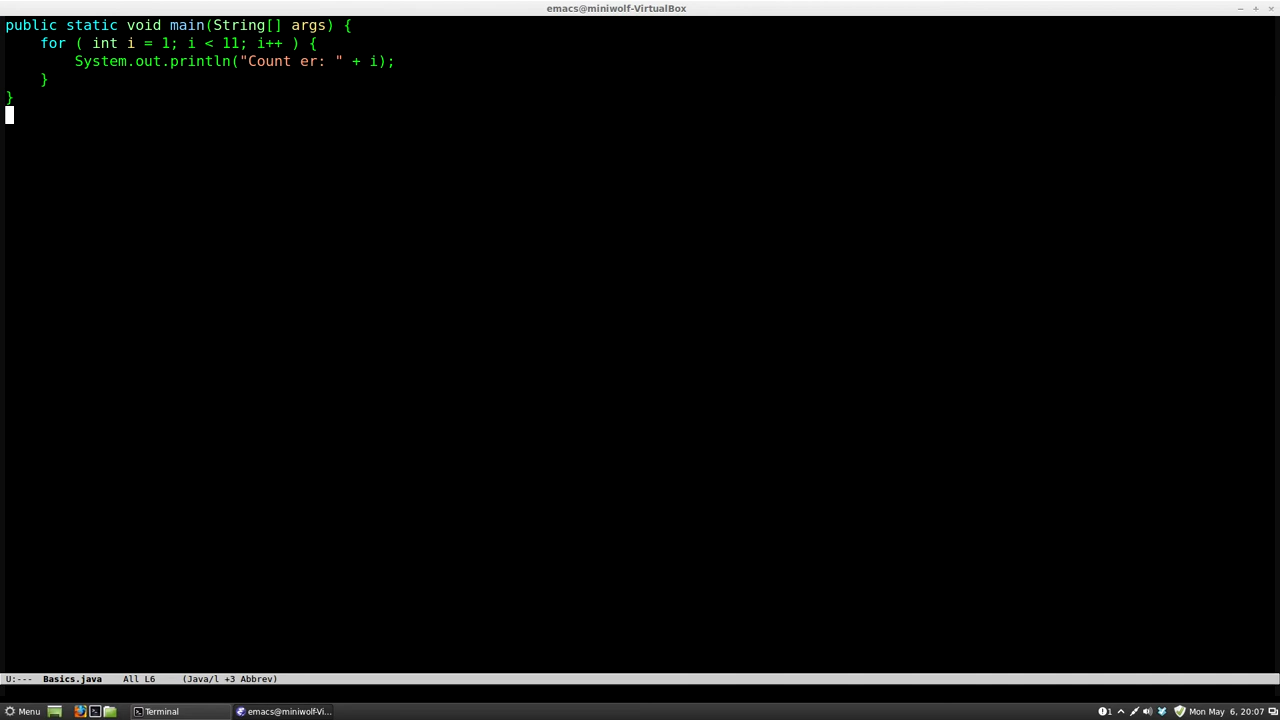 emacs@miniwolf-VirtualBox
public static void main(String[] args) {
    for ( int i = 1; i < 11; i++ ) {
        System.out.println("Count er: " + i);
    }
}
U:--- Basics.java All L6 (Java/l +3 Abbrev)
Menu Terminal emacs@miniwolf-Vi... 1 Mon May 6, 20:07